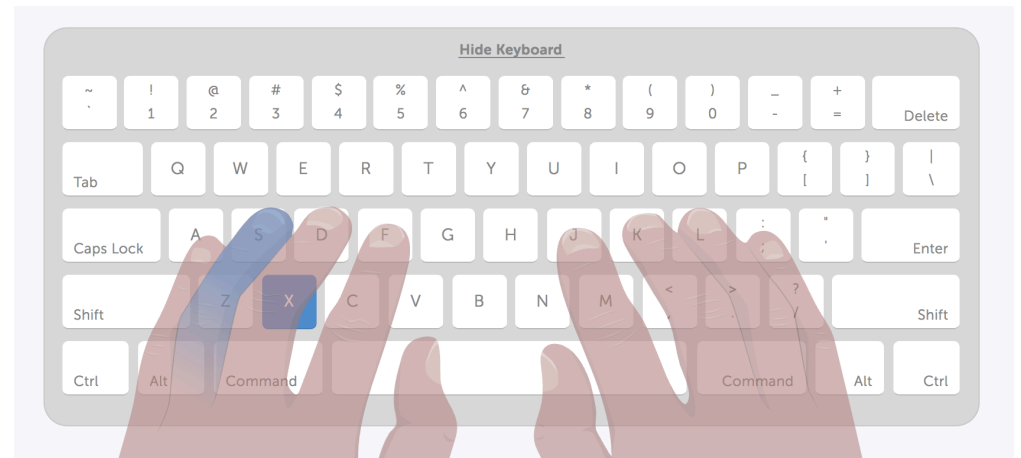 Hide Keyboard
~ ! @ # $ % ^ & * ( ) _ +
` 1 2 3 4 5 6 7 8 9 0 - = Delete
Tab Q W E R T Y U I O P { [ } ] | \
Caps Lock A S D F G H J K L : ; " ' Enter
Shift Z X C V B N M < , > . ? / Shift
Ctrl Alt Command Command Alt Ctrl